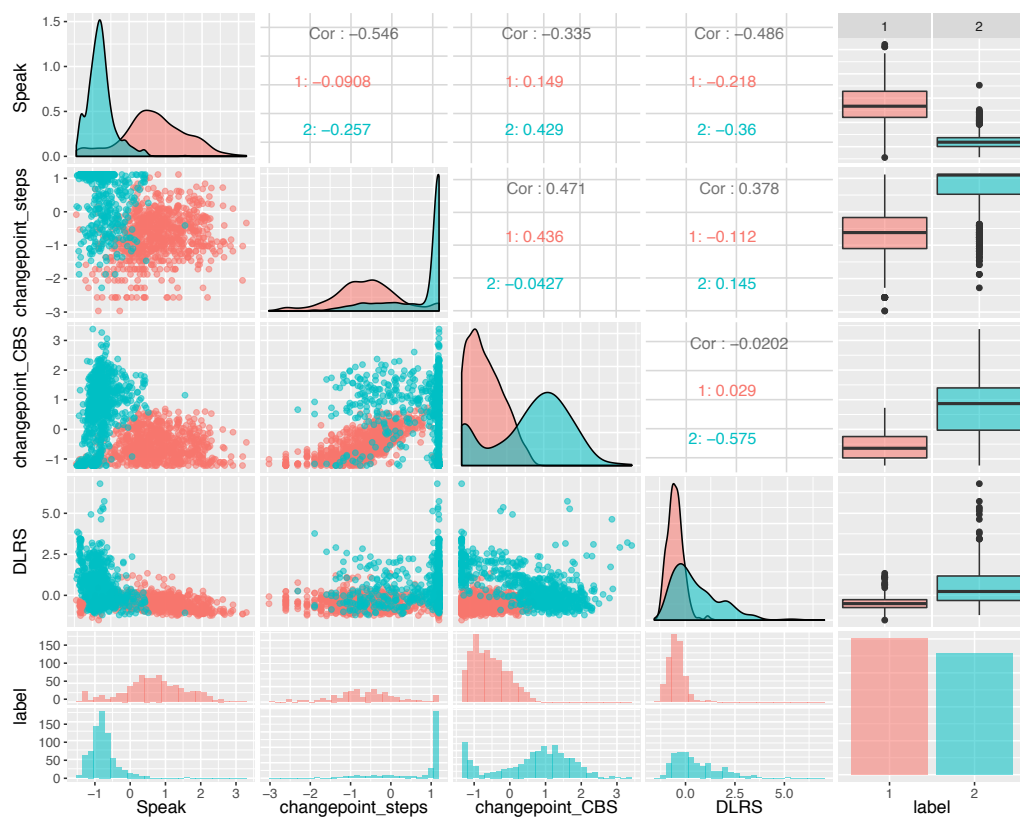 1 2
Speak
1.5
1.0
0.5
0.0
Cor : −0.546
1: −0.0908
2: −0.257
Cor : −0.335
1: 0.149
2: 0.429
Cor : −0.486
1: −0.218
2: −0.36
changepoint_steps
1
0
−1
−2
−3
Cor : 0.471
1: 0.436
2: −0.0427
Cor : 0.378
1: −0.112
2: 0.145
changepoint_CBS
3
2
1
0
−1
Cor : −0.0202
1: 0.029
2: −0.575
DLRS
5.0
2.5
0.0
label
150
100
50
0
150
100
50
0
−1 0 1 2 3
−3 −2 −1 0 1
−1 0 1 2 3
0.0 2.5 5.0
1 2
Speak changepoint_steps changepoint_CBS DLRS label